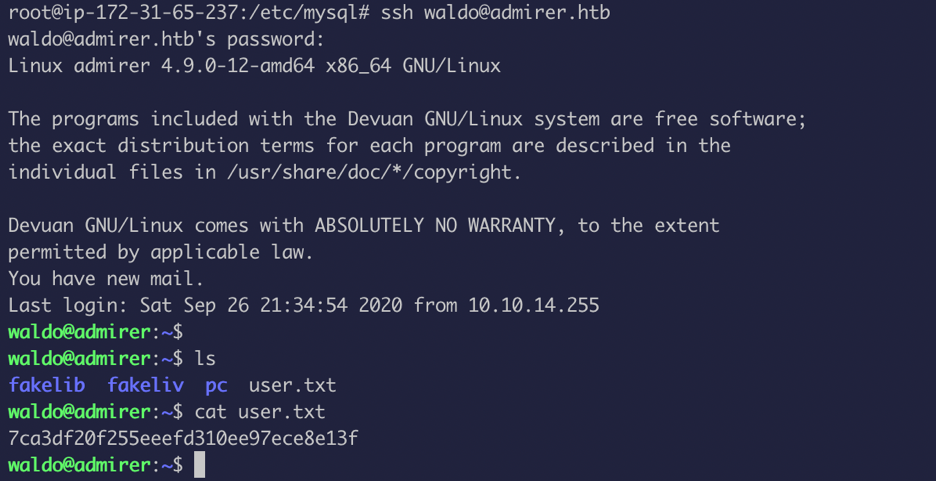 root@ip-172-31-65-237:/etc/mysql# ssh waldo@admirer.htb
waldo@admirer.htb's password:
Linux admirer 4.9.0-12-amd64 x86_64 GNU/Linux
The programs included with the Devuan GNU/Linux system are free software;
the exact distribution terms for each program are described in the
individual files in /usr/share/doc/*/copyright.
Devuan GNU/Linux comes with ABSOLUTELY NO WARRANTY, to the extent
permitted by applicable law.
You have new mail.
Last login: Sat Sep 26 21:34:54 2020 from 10.10.14.255
waldo@admirer:~$
waldo@admirer:~$ ls
fakelib  fakeliv  pc  user.txt
waldo@admirer:~$ cat user.txt
7ca3df20f255eeefd310ee97ece8e13f
waldo@admirer:~$